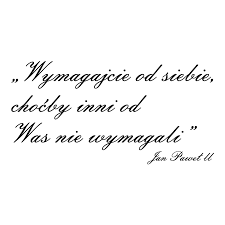 „Wymagajcie od siebie,
choćby inni od
Was nie wymagali”
Jan Paweł II